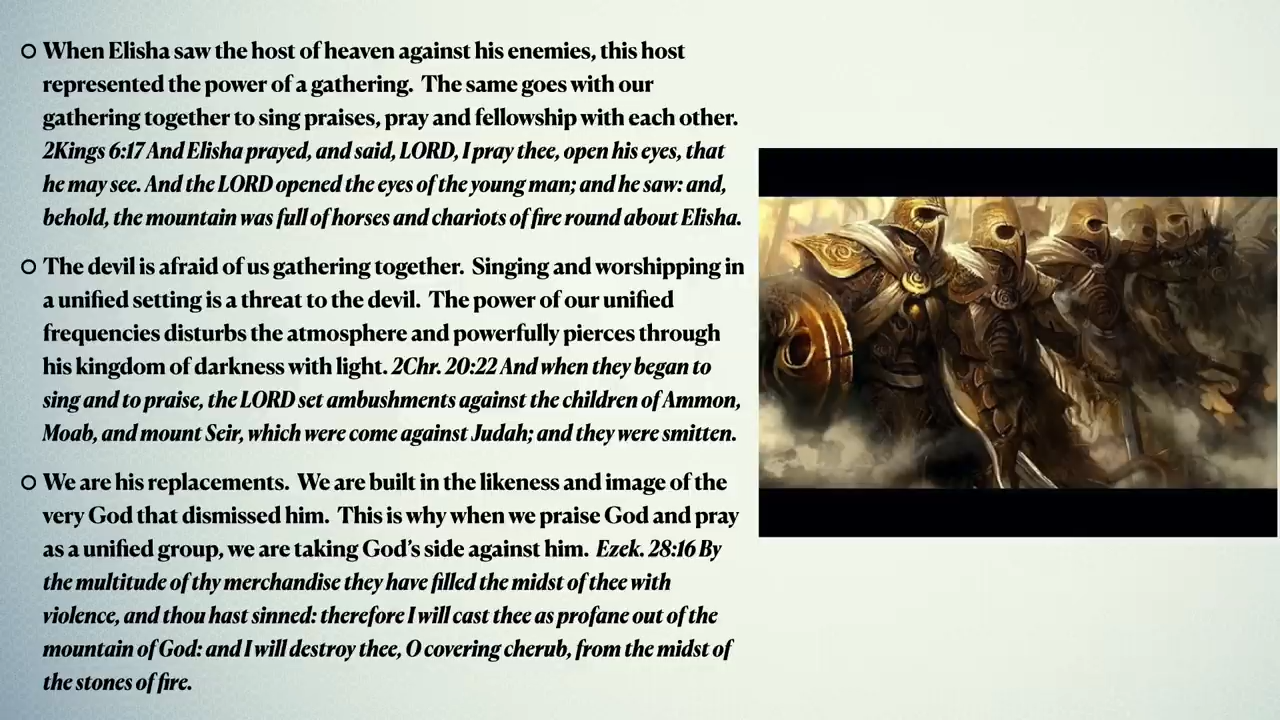 When Elisha saw the host of heaven against his enemies, this host
represented the power of a gathering.  The same goes with our
gathering together to sing praises, pray and fellowship with each other.
2Kings 6:17 And Elisha prayed, and said, LORD, I pray thee, open his eyes, that
he may see. And the LORD opened the eyes of the young man; and he saw: and,
behold, the mountain was full of horses and chariots of fire round about Elisha.
The devil is afraid of us gathering together.  Singing and worshipping in
a unified setting is a threat to the devil.  The power of our unified
frequencies disturbs the atmosphere and powerfully pierces through
his kingdom of darkness with light. 2Chr. 20:22 And when they began to
sing and to praise, the LORD set ambushments against the children of Ammon,
Moab, and mount Seir, which were come against Judah; and they were smitten.
We are his replacements.  We are built in the likeness and image of the
very God that dismissed him.  This is why when we praise God and pray
as a unified group, we are taking God’s side against him.  Ezek. 28:16 By
the multitude of thy merchandise they have filled the midst of thee with
violence, and thou hast sinned: therefore I will cast thee as profane out of the
mountain of God: and I will destroy thee, O covering cherub, from the midst of
the stones of fire.